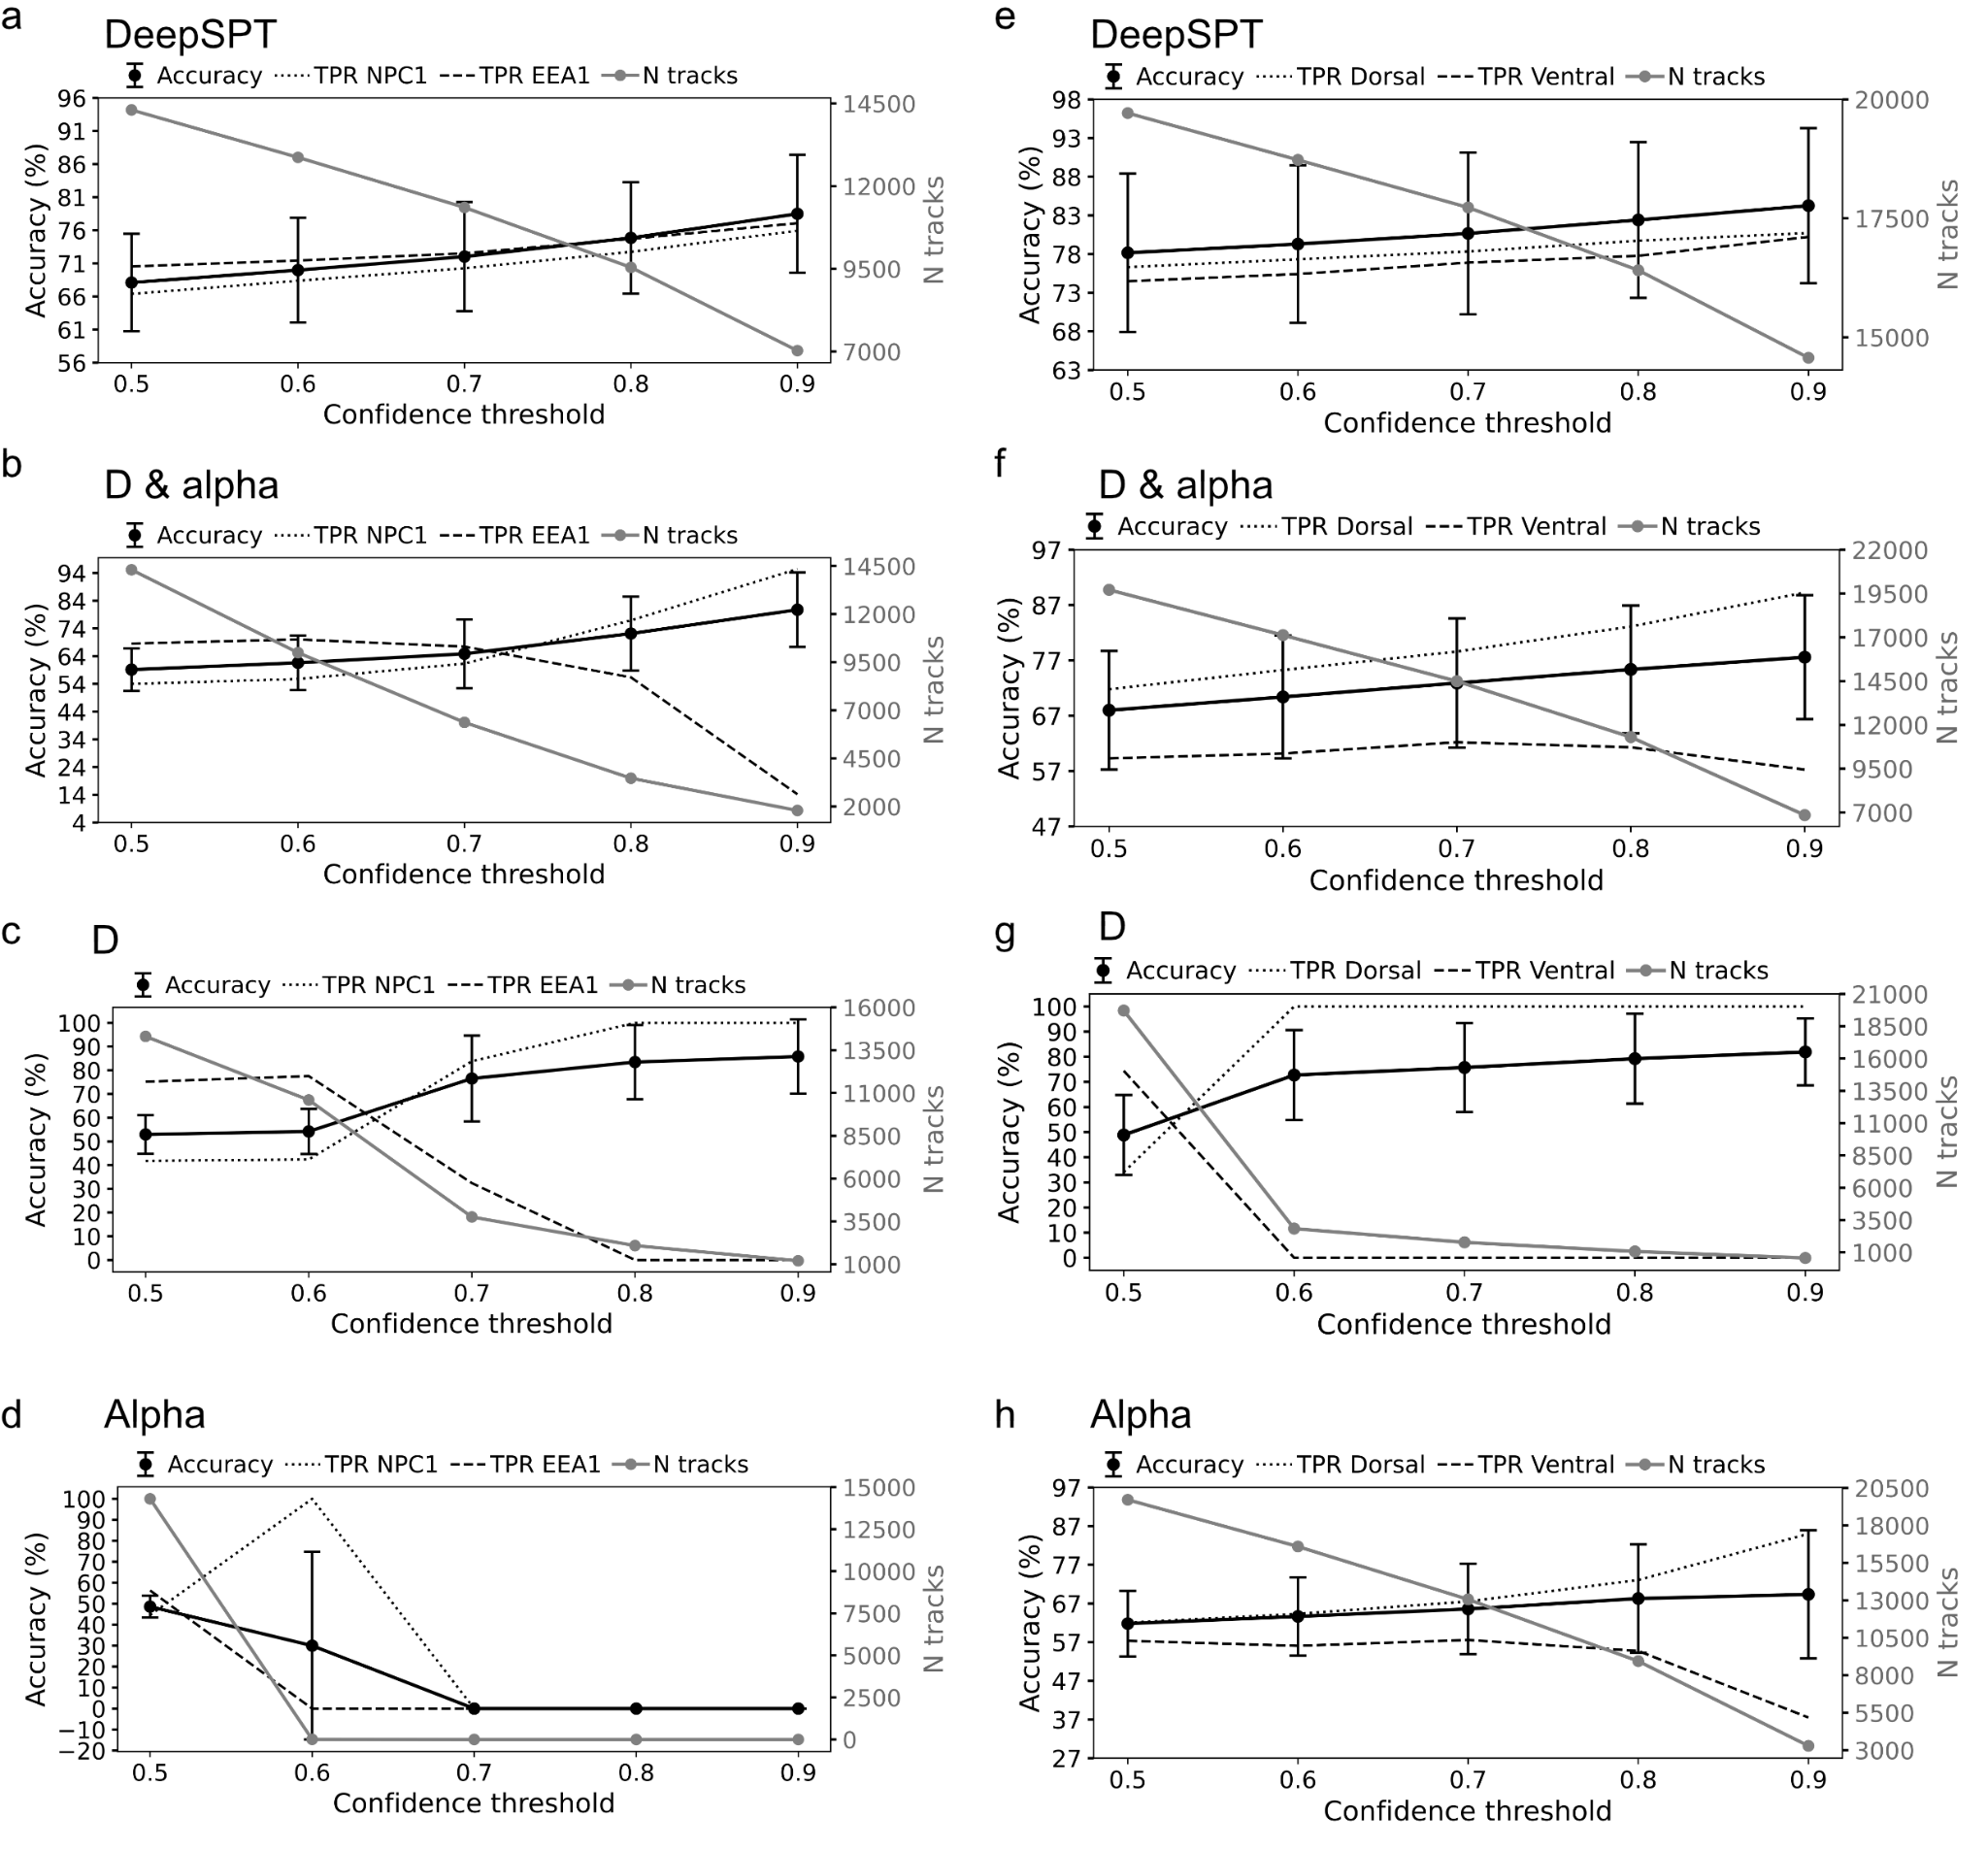 a
DeepSPT
Accuracy TPR NPC1 TPR EEA1 N tracks
96
91
86
81
76
71
66
61
56
Accuracy (%)
14500
12000
9500
7000
N tracks
0.5 0.6 0.7 0.8 0.9
Confidence threshold
b
D & alpha
Accuracy TPR NPC1 TPR EEA1 N tracks
94
84
74
64
54
44
34
24
14
4
Accuracy (%)
14500
12000
9500
7000
4500
2000
N tracks
0.5 0.6 0.7 0.8 0.9
Confidence threshold
c
D
Accuracy TPR NPC1 TPR EEA1 N tracks
100
90
80
70
60
50
40
30
20
10
0
Accuracy (%)
16000
13500
11000
8500
6000
3500
1000
N tracks
0.5 0.6 0.7 0.8 0.9
Confidence threshold
d
Alpha
Accuracy TPR NPC1 TPR EEA1 N tracks
100
90
80
70
60
50
40
30
20
10
0
−10
−20
Accuracy (%)
15000
12500
10000
7500
5000
2500
0
N tracks
0.5 0.6 0.7 0.8 0.9
Confidence threshold
e
DeepSPT
Accuracy TPR Dorsal TPR Ventral N tracks
98
93
88
83
78
73
68
63
Accuracy (%)
20000
17500
15000
N tracks
0.5 0.6 0.7 0.8 0.9
Confidence threshold
f
D & alpha
Accuracy TPR Dorsal TPR Ventral N tracks
97
87
77
67
57
47
Accuracy (%)
22000
19500
17000
14500
12000
9500
7000
N tracks
0.5 0.6 0.7 0.8 0.9
Confidence threshold
g
D
Accuracy TPR Dorsal TPR Ventral N tracks
100
90
80
70
60
50
40
30
20
10
0
Accuracy (%)
21000
18500
16000
13500
11000
8500
6000
3500
1000
N tracks
0.5 0.6 0.7 0.8 0.9
Confidence threshold
h
Alpha
Accuracy TPR Dorsal TPR Ventral N tracks
97
87
77
67
57
47
37
27
Accuracy (%)
20500
18000
15500
13000
10500
8000
5500
3000
N tracks
0.5 0.6 0.7 0.8 0.9
Confidence threshold